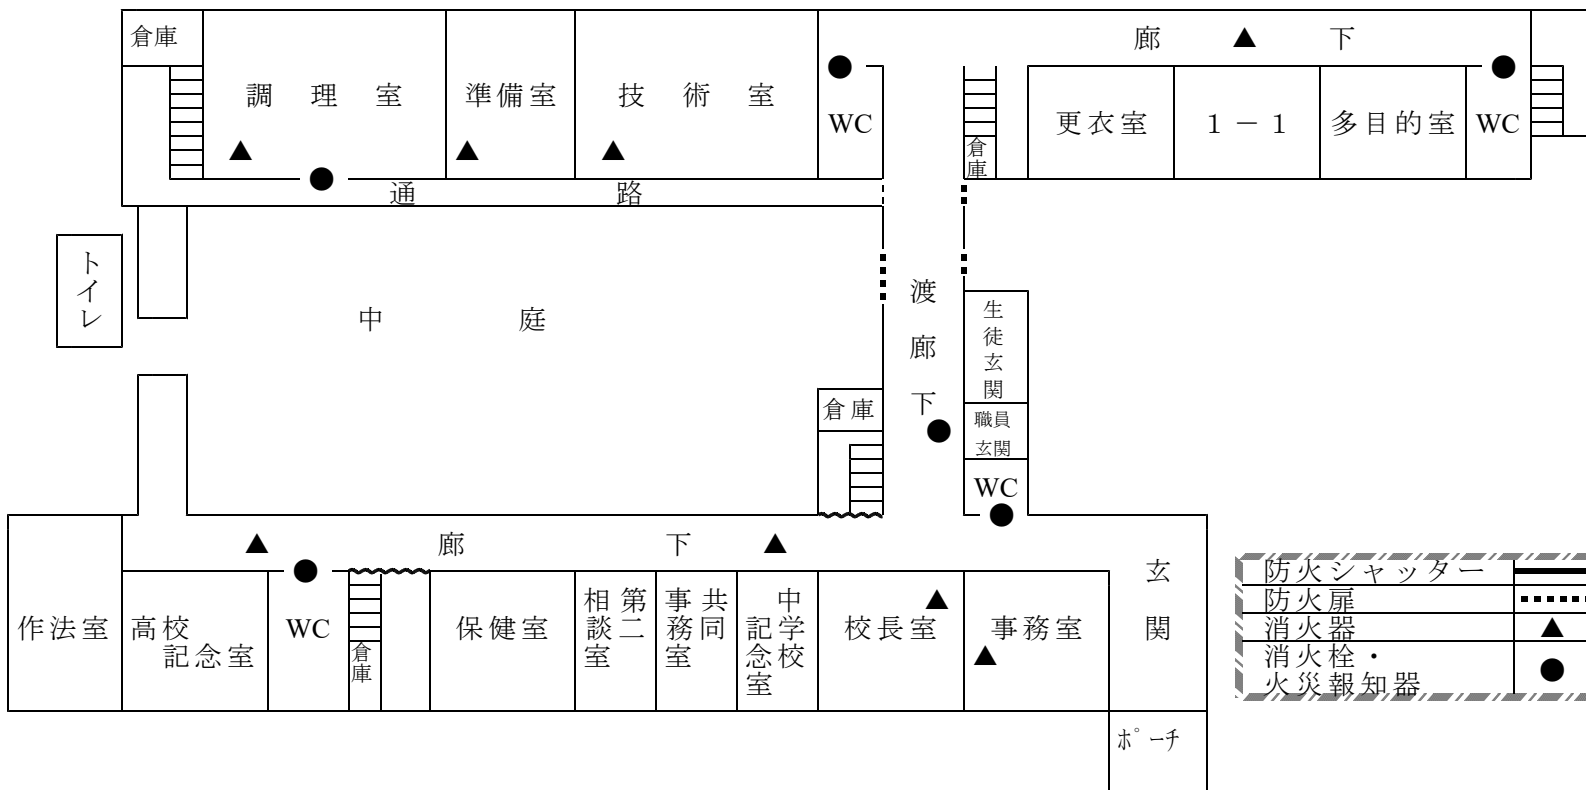 倉庫
廊 ▲ 下
調理室
準備室
技術室
WC
倉庫
更衣室
1-1
多目的室
WC
通路
トイレ
中庭
渡廊下
生徒玄関
倉庫
職員
玄関
WC
廊下
玄関
作法室
高校
記念室
WC
倉庫
保健室
第二
相談室
共同
事務室
中学校
記念室
校長室
事務室
ポーチ
防火シャッター
防火扉
消火器 ▲
消火栓・
火災報知器 ●